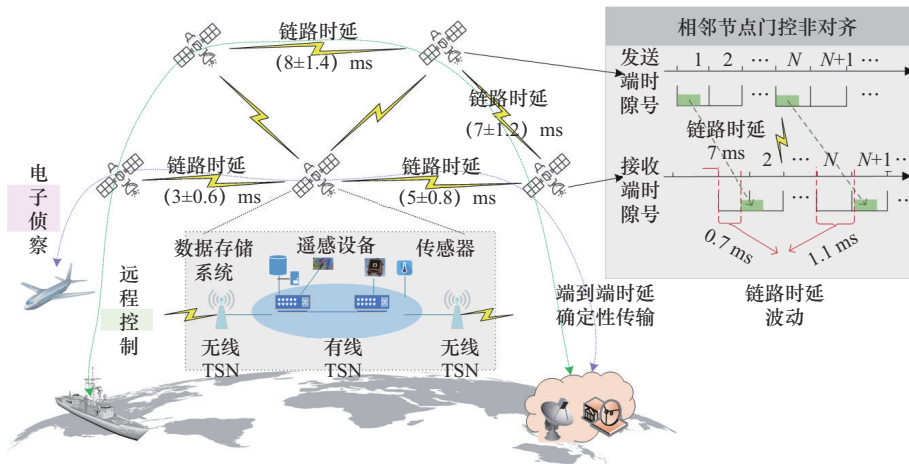 链路时延
(8±1.4) ms
链路时延
(7±1.2) ms
链路时延
(3±0.6) ms
链路时延
(5±0.8) ms
电子侦察
远程控制
数据存储
系统
遥感设备
传感器
无线
TSN
有线
TSN
无线
TSN
端到端时延
确定性传输
相邻节点门控非对齐
发送
端时
隙号
1 2 ··· N N+1 ···
··· ···
链路时延
7 ms
接收
端时
隙号
2 ··· N N+1 ···
··· ···
0.7 ms
1.1 ms
链路时延
波动